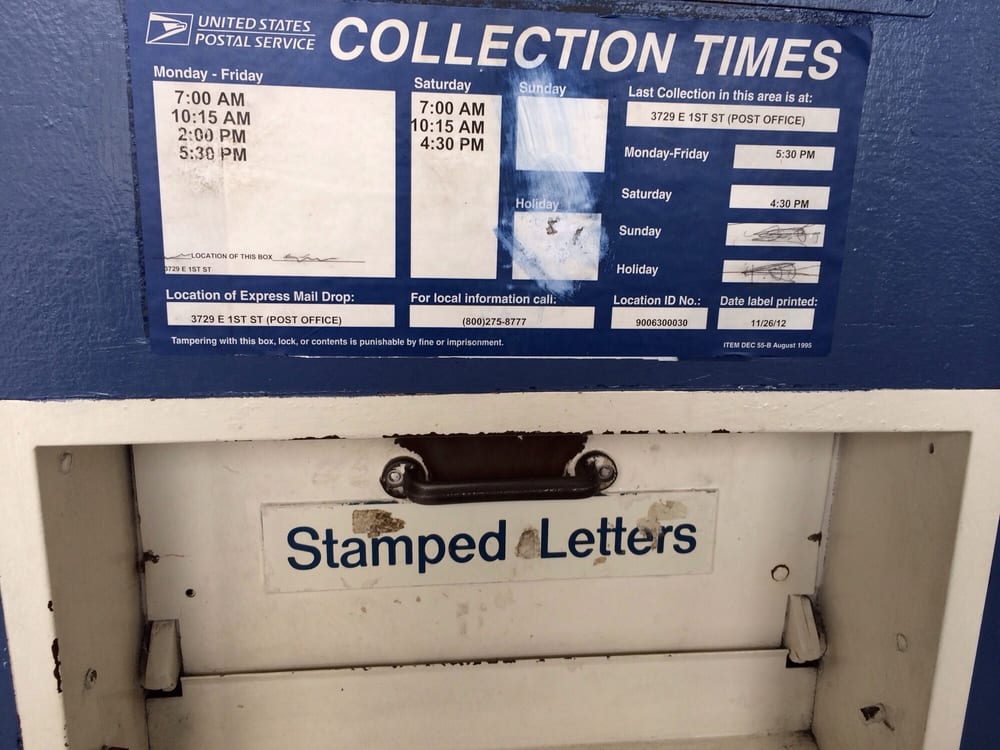 UNITED STATES
POSTAL SERVICE
COLLECTION TIMES
Monday - Friday
7:00 AM
10:15 AM
2:00 PM
5:30 PM
LOCATION OF THIS BOX
3729 E 1ST ST
Saturday
7:00 AM
10:15 AM
4:30 PM
Sunday
Holiday
Last Collection in this area is at:
3729 E 1ST ST (POST OFFICE)
Monday-Friday
5:30 PM
Saturday
4:30 PM
Sunday
Holiday
Location of Express Mail Drop:
3729 E 1ST ST (POST OFFICE)
For local information call:
(800)275-8777
Location ID No.:
9006300030
Date label printed:
11/26/12
Tampering with this box, lock, or contents is punishable by fine or imprisonment.
ITEM DEC 55-B August 1995
Stamped Letters